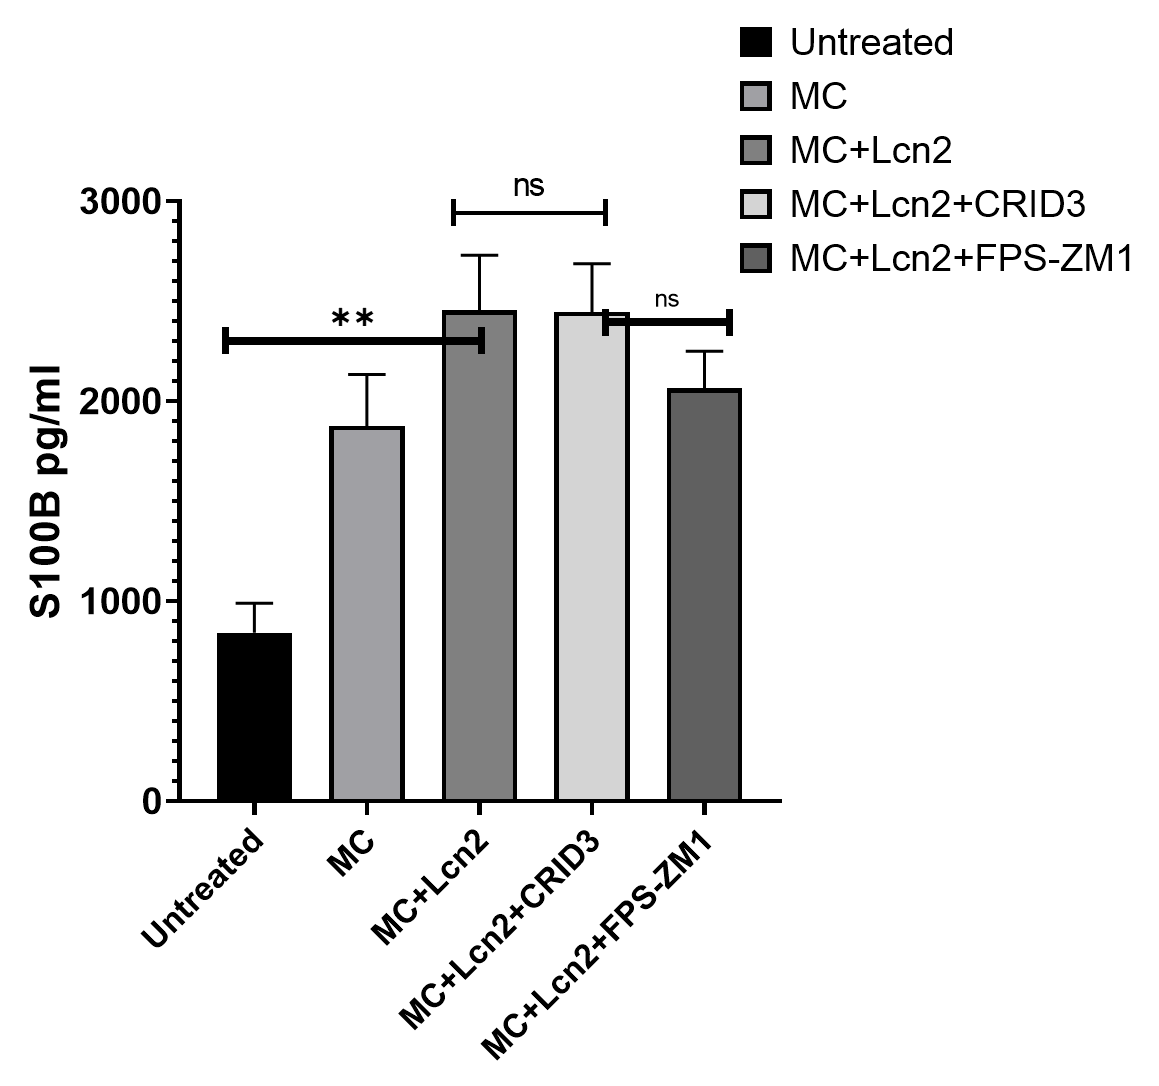 Untreated
MC
MC+Lcn2
MC+Lcn2+CRID3
MC+Lcn2+FPS-ZM1
ns
ns
**
S100B pg/ml
3000
2000
1000
0
Untreated
MC
MC+Lcn2
MC+Lcn2+CRID3
MC+Lcn2+FPS-ZM1